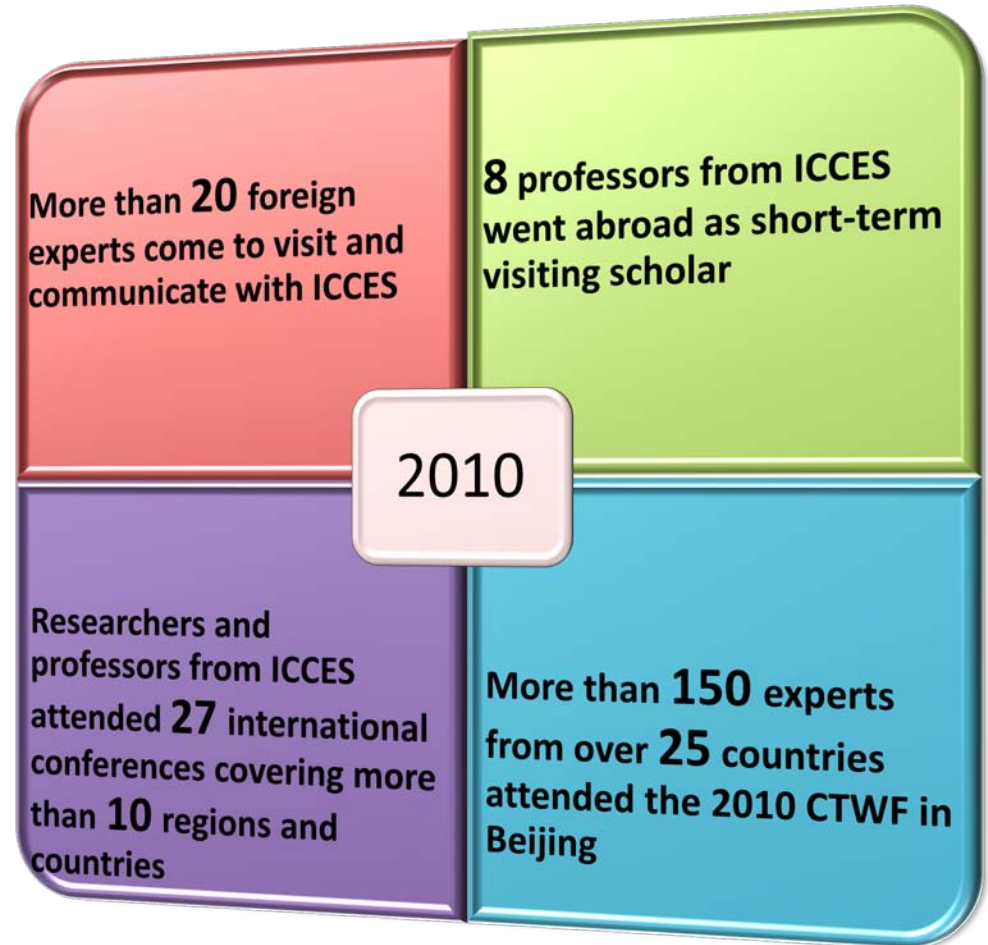 More than 20 foreign
experts come to visit and
communicate with ICCES
8 professors from ICCES
went abroad as short-term
visiting scholar
2010
Researchers and
professors from ICCES
attended 27 international
conferences covering more
than 10 regions and
countries
More than 150 experts
from over 25 countries
attended the 2010 CTWF in
Beijing